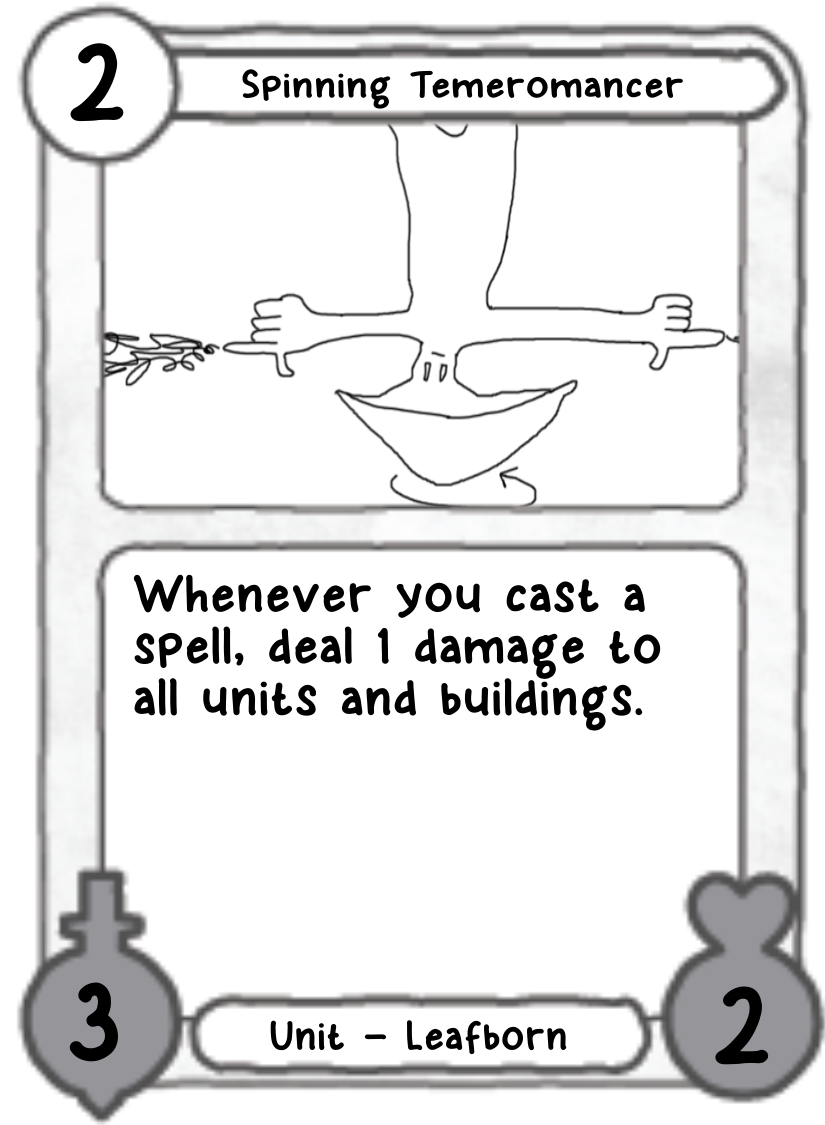 2
Spinning Temeromancer
Whenever you cast a
spell, deal 1 damage to
all units and buildings.
3
Unit – Leafborn
2